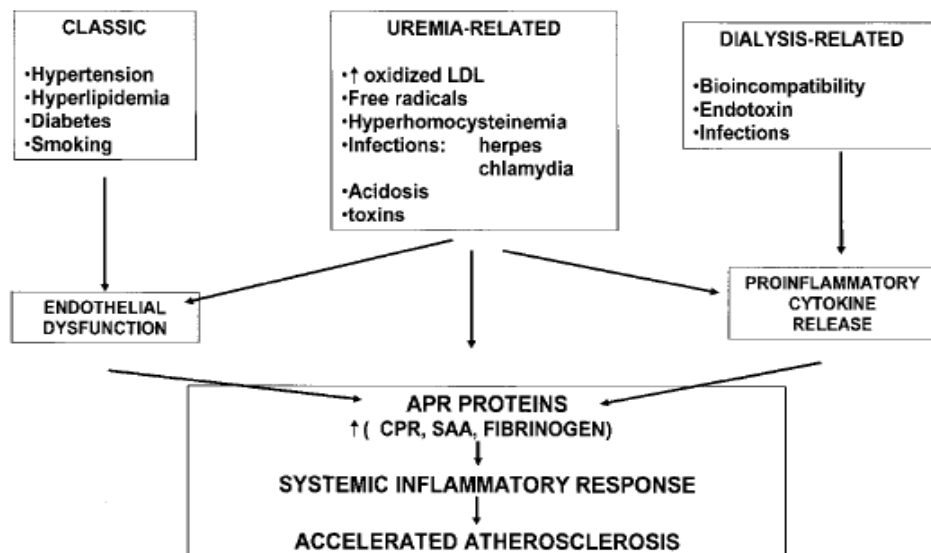 CLASSIC
•Hypertension
•Hyperlipidemia
•Diabetes
•Smoking
UREMIA-RELATED
•↑ oxidized LDL
•Free radicals
•Hyperhomocysteinemia
•Infections: herpes
chlamydia
•Acidosis
•toxins
DIALYSIS-RELATED
•Bioincompatibility
•Endotoxin
•Infections
ENDOTHELIAL
DYSFUNCTION
PROINFLAMMATORY
CYTOKINE
RELEASE
APR PROTEINS
↑( CPR, SAA, FIBRINOGEN)
SYSTEMIC INFLAMMATORY RESPONSE
ACCELERATED ATHEROSCLEROSIS